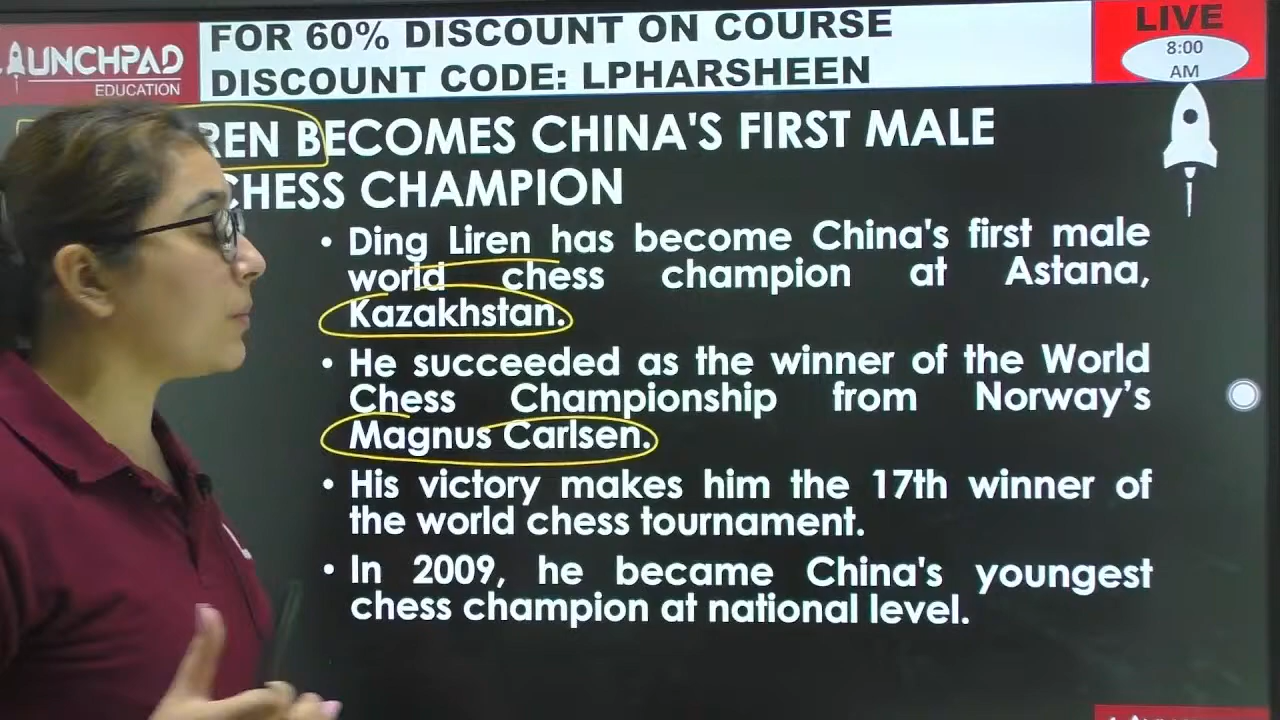 FOR 60% DISCOUNT ON COURSE
DISCOUNT CODE: LPHARSHEEN
LAUNCHPAD
EDUCATION
LIVE
8:00
AM
REN BECOMES CHINA'S FIRST MALE
CHESS CHAMPION
• Ding Liren has become China's first male
world chess champion at Astana,
Kazakhstan.
• He succeeded as the winner of the World
Chess Championship from Norway's
Magnus Carlsen.
• His victory makes him the 17th winner of
the world chess tournament.
• In 2009, he became China's youngest
chess champion at national level.